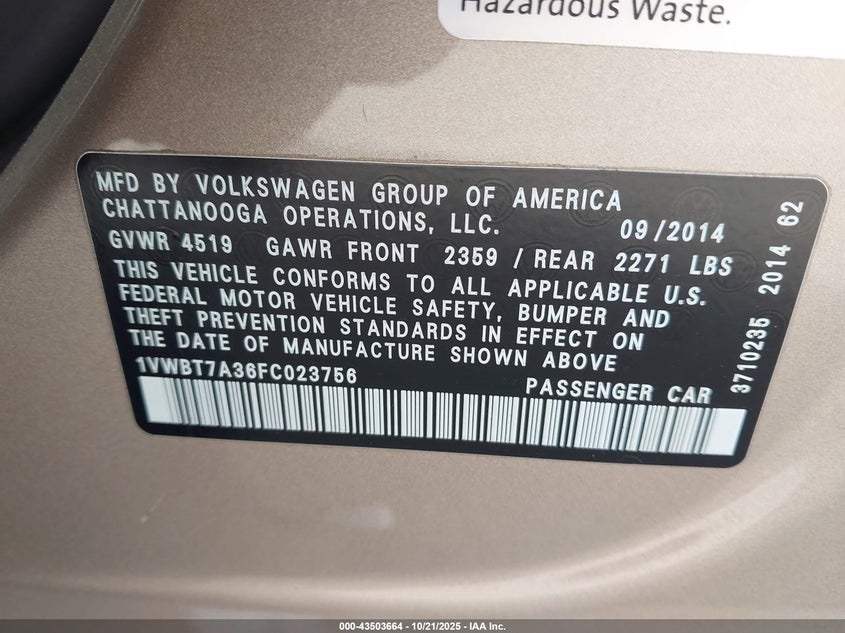 Hazardous Waste.
MFD BY VOLKSWAGEN GROUP OF AMERICA
CHATTANOOGA OPERATIONS, LLC. 09/2014
GVWR 4519 GAWR FRONT 2359 / REAR 2271 LBS
THIS VEHICLE CONFORMS TO ALL APPLICABLE U.S.
FEDERAL MOTOR VEHICLE SAFETY, BUMPER AND
THEFT PREVENTION STANDARDS IN EFFECT ON
THE DATE OF MANUFACTURE SHOWN ABOVE
1VWBT7A36FC023756 PASSENGER CAR
3710235 2014 62
000-43503664 | 10/21/2025 - IAA Inc.